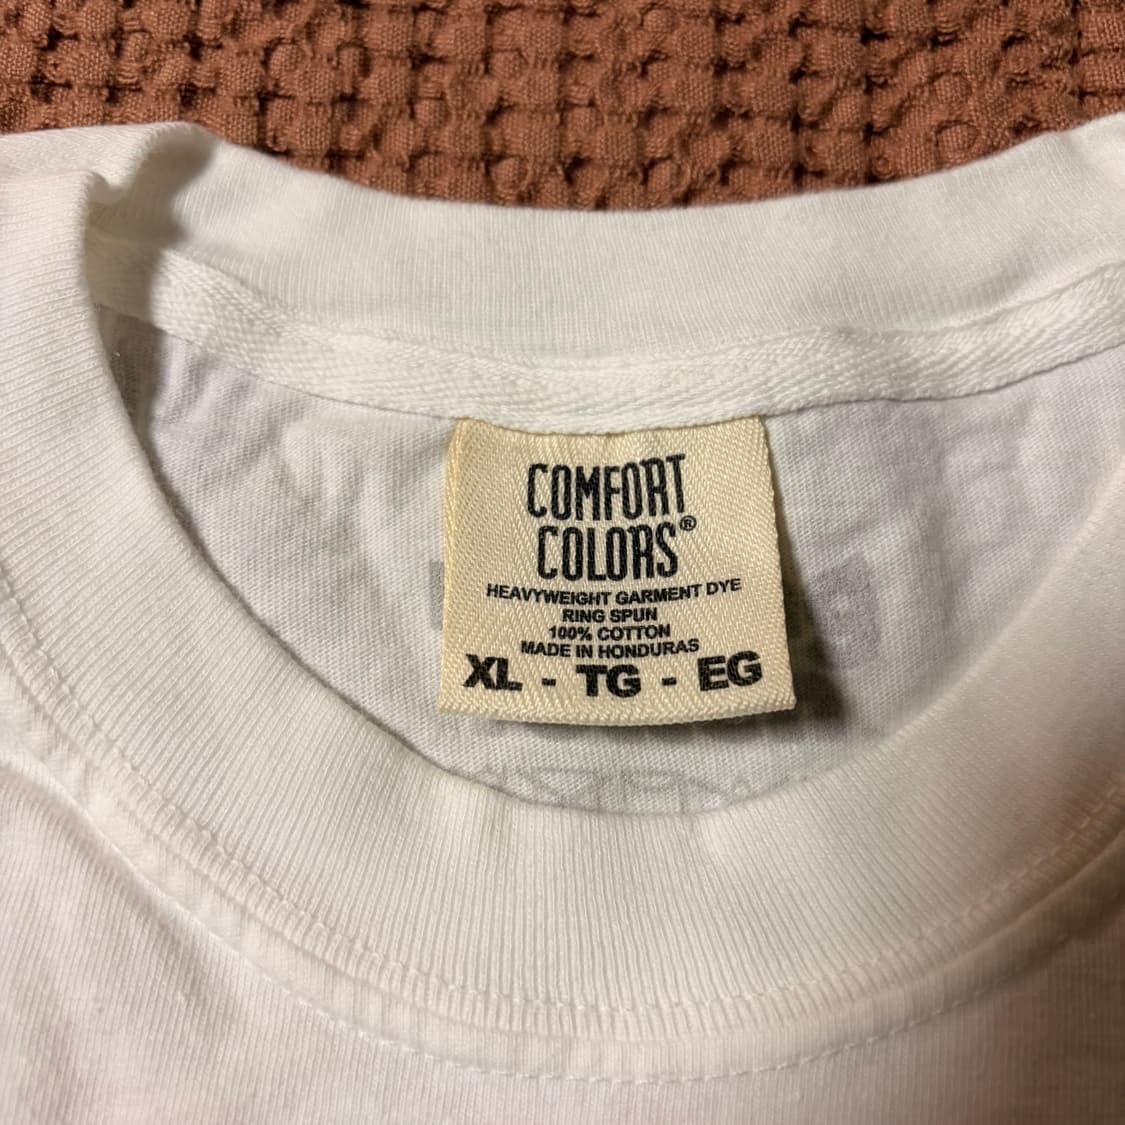 COMFORT
COLORS®
HEAVYWEIGHT GARMENT DYE
RING SPUN
100% COTTON
MADE IN HONDURAS
XL - TG - EG